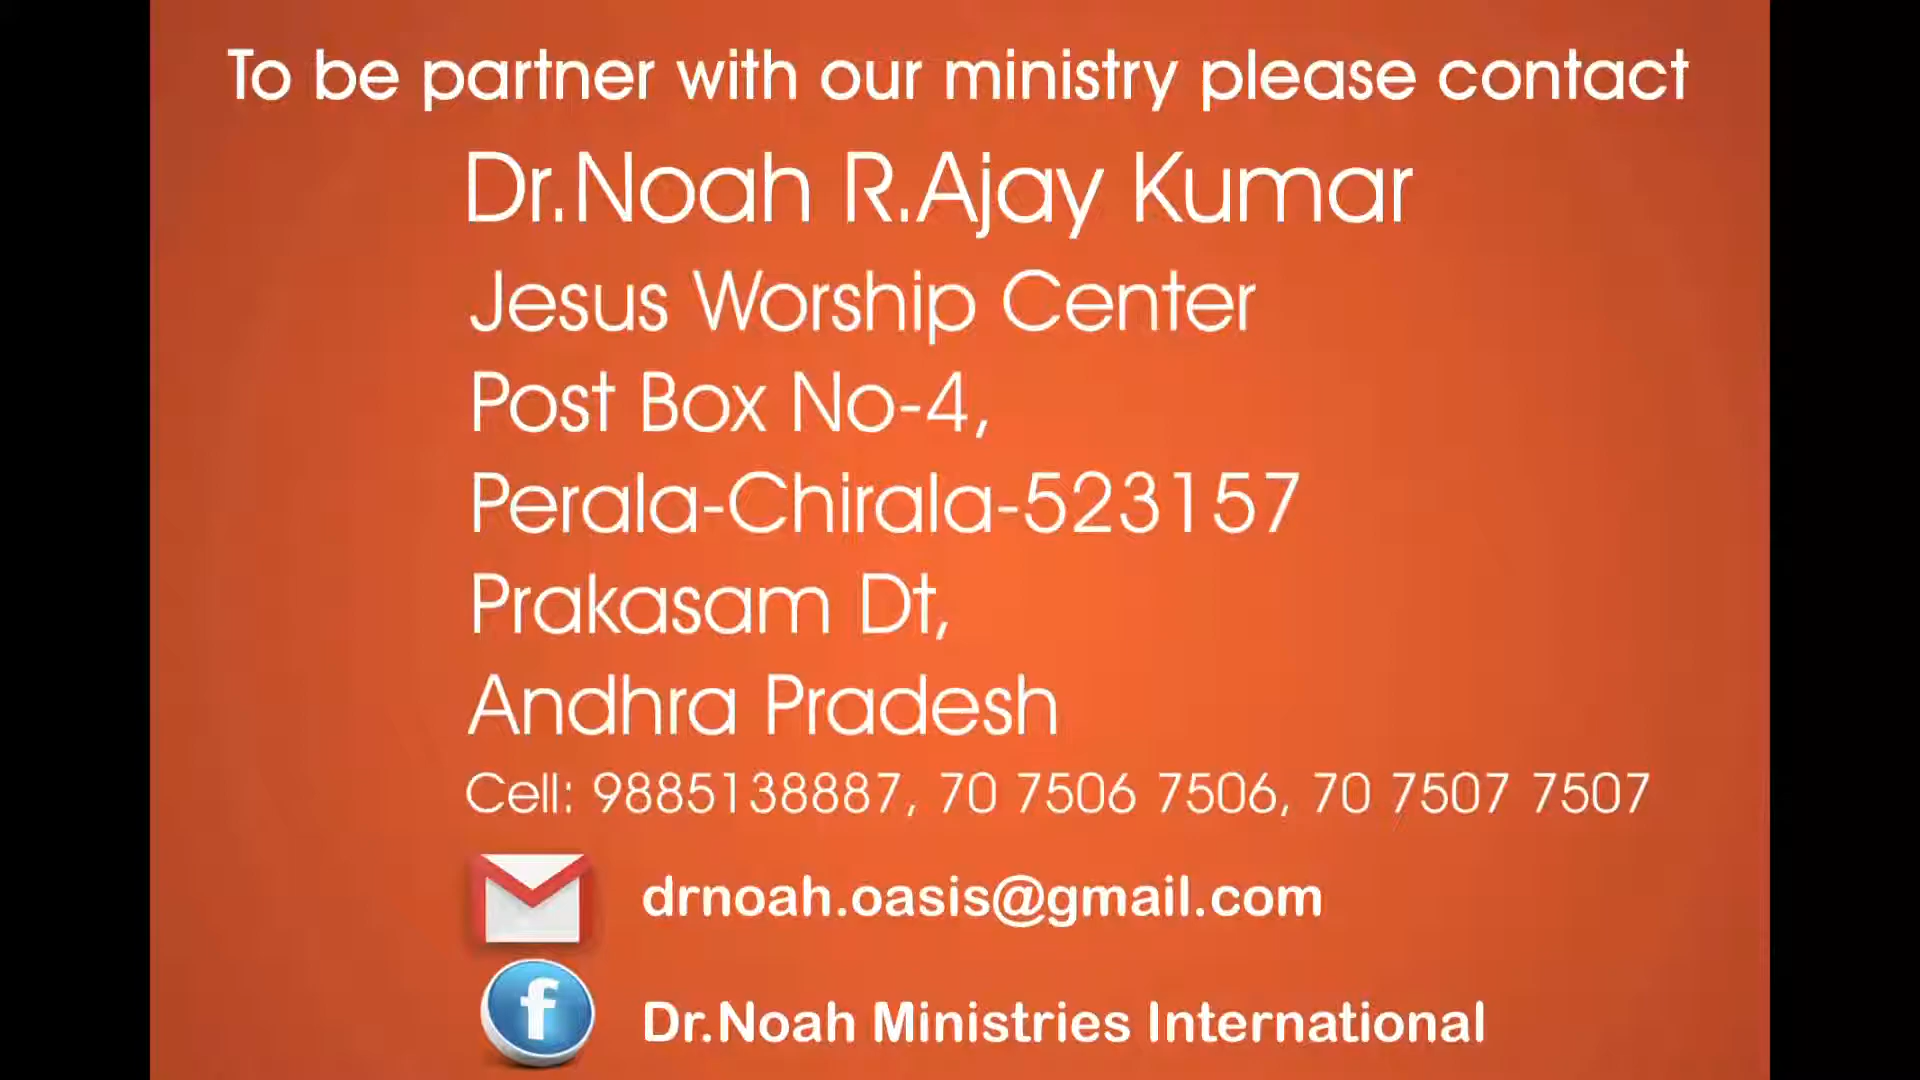 To be partner with our ministry please contact
Dr.Noah R.Ajay Kumar
Jesus Worship Center
Post Box No-4,
Perala-Chirala-523157
Prakasam Dt,
Andhra Pradesh
Cell: 9885138887, 70 7506 7506, 70 7507 7507
drnoah.oasis@gmail.com
f
Dr.Noah Ministries International